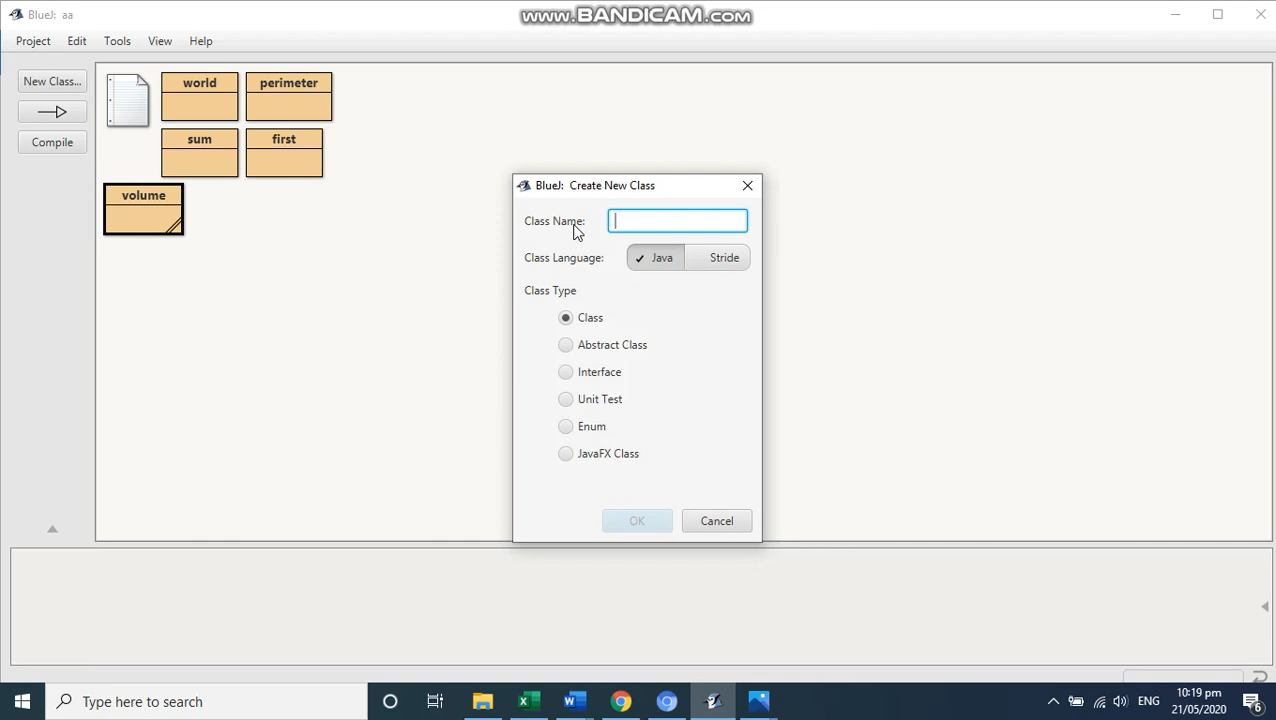 BlueJ: aa
www.BANDICAM.com
Project Edit Tools View Help
New Class...
Compile
world
perimeter
sum
first
volume
BlueJ: Create New Class
Class Name:
Class Language:
Java
Stride
Class Type
Class
Abstract Class
Interface
Unit Test
Enum
JavaFX Class
OK
Cancel
Type here to search
ENG
10:19 pm
21/05/2020
6